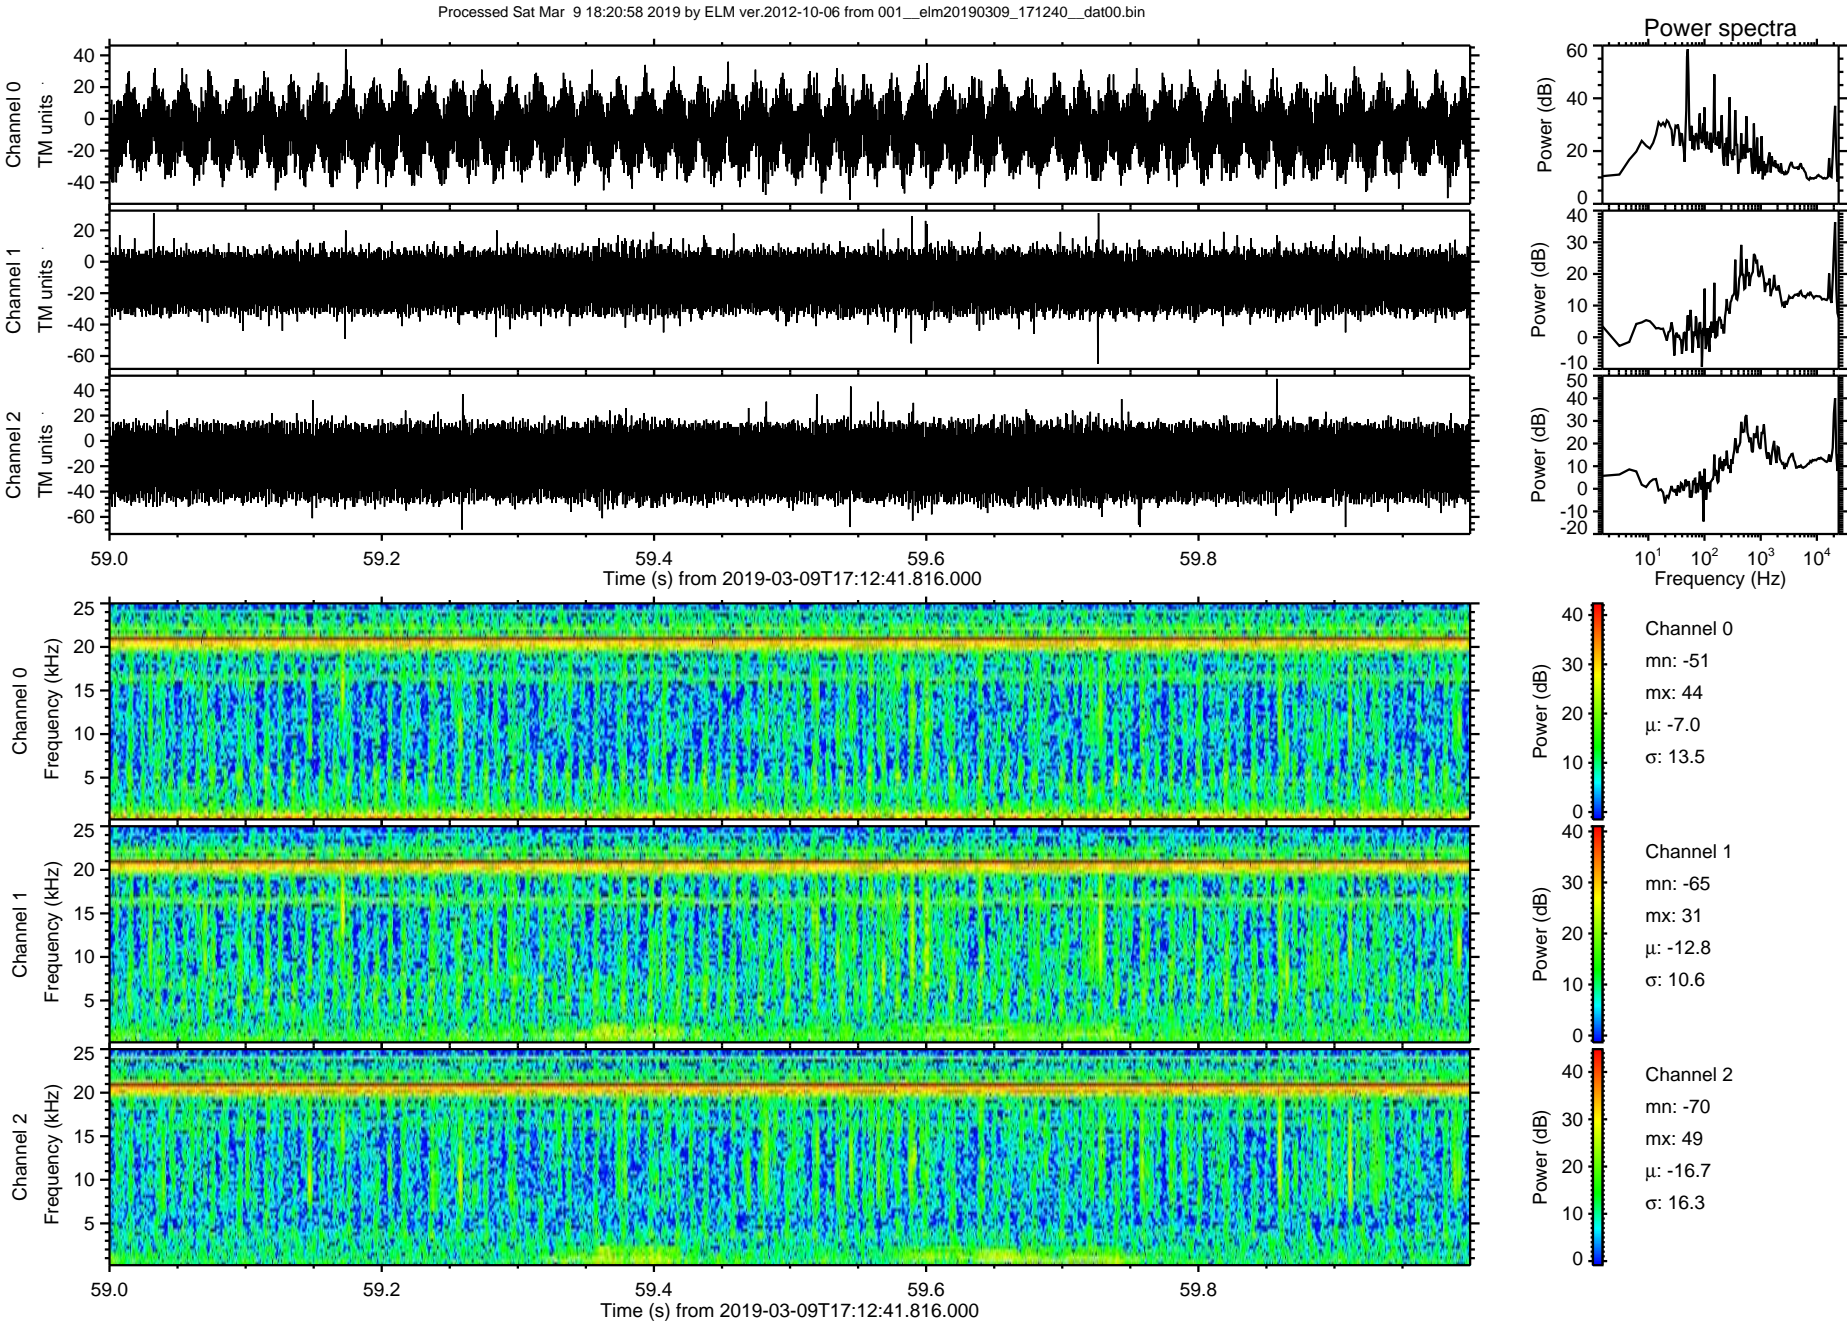 Processed Sat Mar  9 18:20:58 2019 by ELM ver.2012-10-06 from 001__elm20190309_171240__dat00.bin
Power spectra
Channel 0
TM units
40
20
0
-20
-40
Power (dB)
60
40
20
0
Channel 1
TM units
20
0
-20
-40
-60
Power (dB)
40
30
20
10
0
-10
Channel 2
TM units
40
20
0
-20
-40
-60
Power (dB)
50
40
30
20
10
0
-10
-20
59.0 59.2 59.4 59.6 59.8
Time (s) from 2019-03-09T17:12:41.816.000
10^1 10^2 10^3 10^4
Frequency (Hz)
Channel 0
Frequency (kHz)
25
20
15
10
5
Power (dB)
40
30
20
10
0
Channel 0
mn: -51
mx: 44
μ: -7.0
σ: 13.5
Channel 1
Frequency (kHz)
25
20
15
10
5
Power (dB)
40
30
20
10
0
Channel 1
mn: -65
mx: 31
μ: -12.8
σ: 10.6
Channel 2
Frequency (kHz)
25
20
15
10
5
Power (dB)
40
30
20
10
0
Channel 2
mn: -70
mx: 49
μ: -16.7
σ: 16.3
59.0 59.2 59.4 59.6 59.8
Time (s) from 2019-03-09T17:12:41.816.000